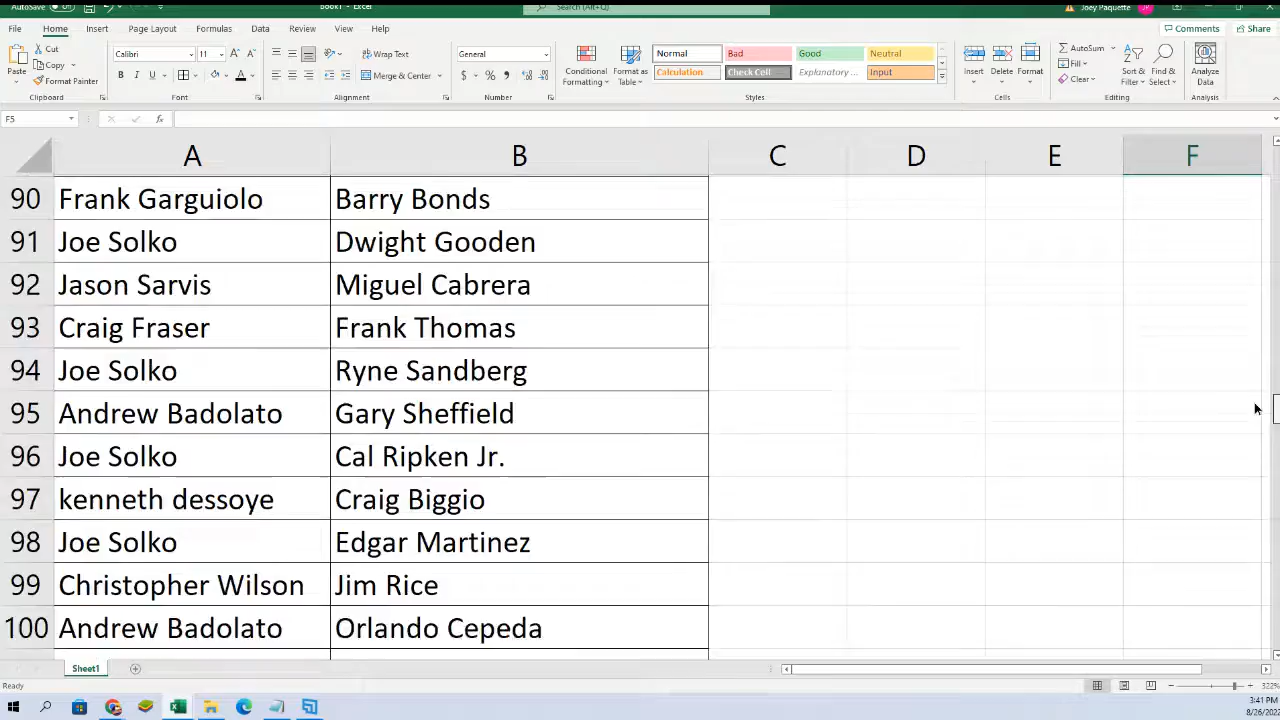 AutoSave Off Book1 - Excel Search (Alt+Q) Joey Paquette JP
File Home Insert Page Layout Formulas Data Review View Help Comments Share
Paste Cut Copy Format Painter Calibri 11 B I U A Wrap Text Merge & Center General $ % , Conditional Formatting Format as Table Normal Bad Good Neutral Calculation Check Cell Explanatory ... Input Insert Delete Format AutoSum Fill Clear Sort & Filter Find & Select Analyze Data
Clipboard Font Alignment Number Styles Cells Editing Analysis
F5 fx
A B C D E F
90 Frank Garguiolo Barry Bonds
91 Joe Solko Dwight Gooden
92 Jason Sarvis Miguel Cabrera
93 Craig Fraser Frank Thomas
94 Joe Solko Ryne Sandberg
95 Andrew Badolato Gary Sheffield
96 Joe Solko Cal Ripken Jr.
97 kenneth dessoye Craig Biggio
98 Joe Solko Edgar Martinez
99 Christopher Wilson Jim Rice
100 Andrew Badolato Orlando Cepeda
Sheet1
Ready 322%
3:41 PM
8/26/2022